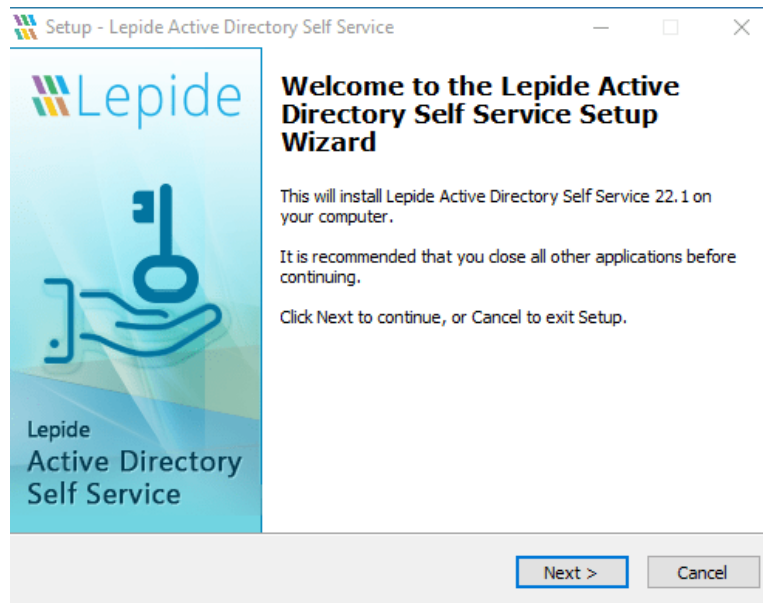 Setup - Lepide Active Directory Self Service
Lepide
Welcome to the Lepide Active
Directory Self Service Setup
Wizard
This will install Lepide Active Directory Self Service 22.1 on
your computer.
It is recommended that you close all other applications before
continuing.
Click Next to continue, or Cancel to exit Setup.
Lepide
Active Directory
Self Service
Next >
Cancel